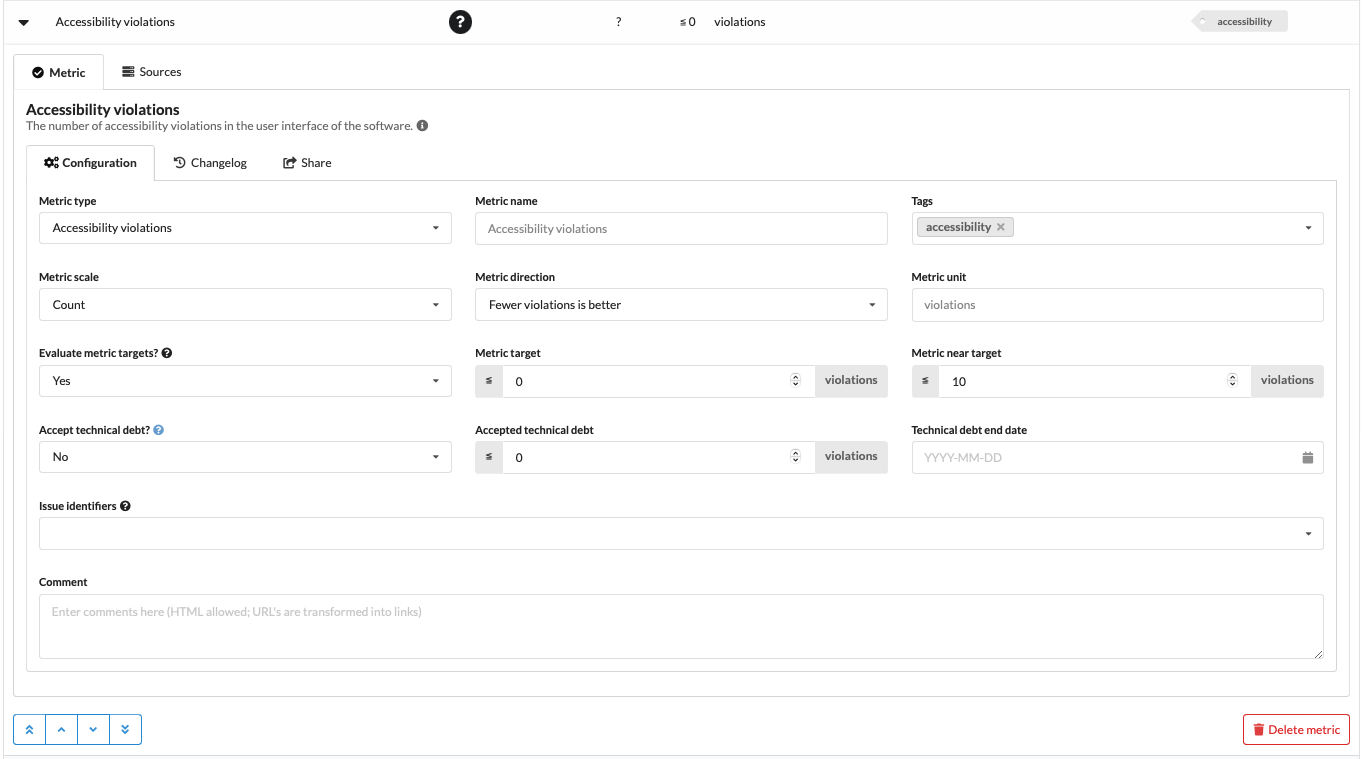 Accessibility violations ? ? ≦ 0 violations accessibility
Metric Sources
Accessibility violations
The number of accessibility violations in the user interface of the software.
Configuration Changelog Share
Metric type Metric name Tags
Accessibility violations Accessibility violations accessibility
Metric scale Metric direction Metric unit
Count Fewer violations is better violations
Evaluate metric targets? Metric target Metric near target
Yes ≦ 0 violations ≦ 10 violations
Accept technical debt? Accepted technical debt Technical debt end date
No ≦ 0 violations YYYY-MM-DD
Issue identifiers
Comment
Enter comments here (HTML allowed; URL's are transformed into links)
Delete metric